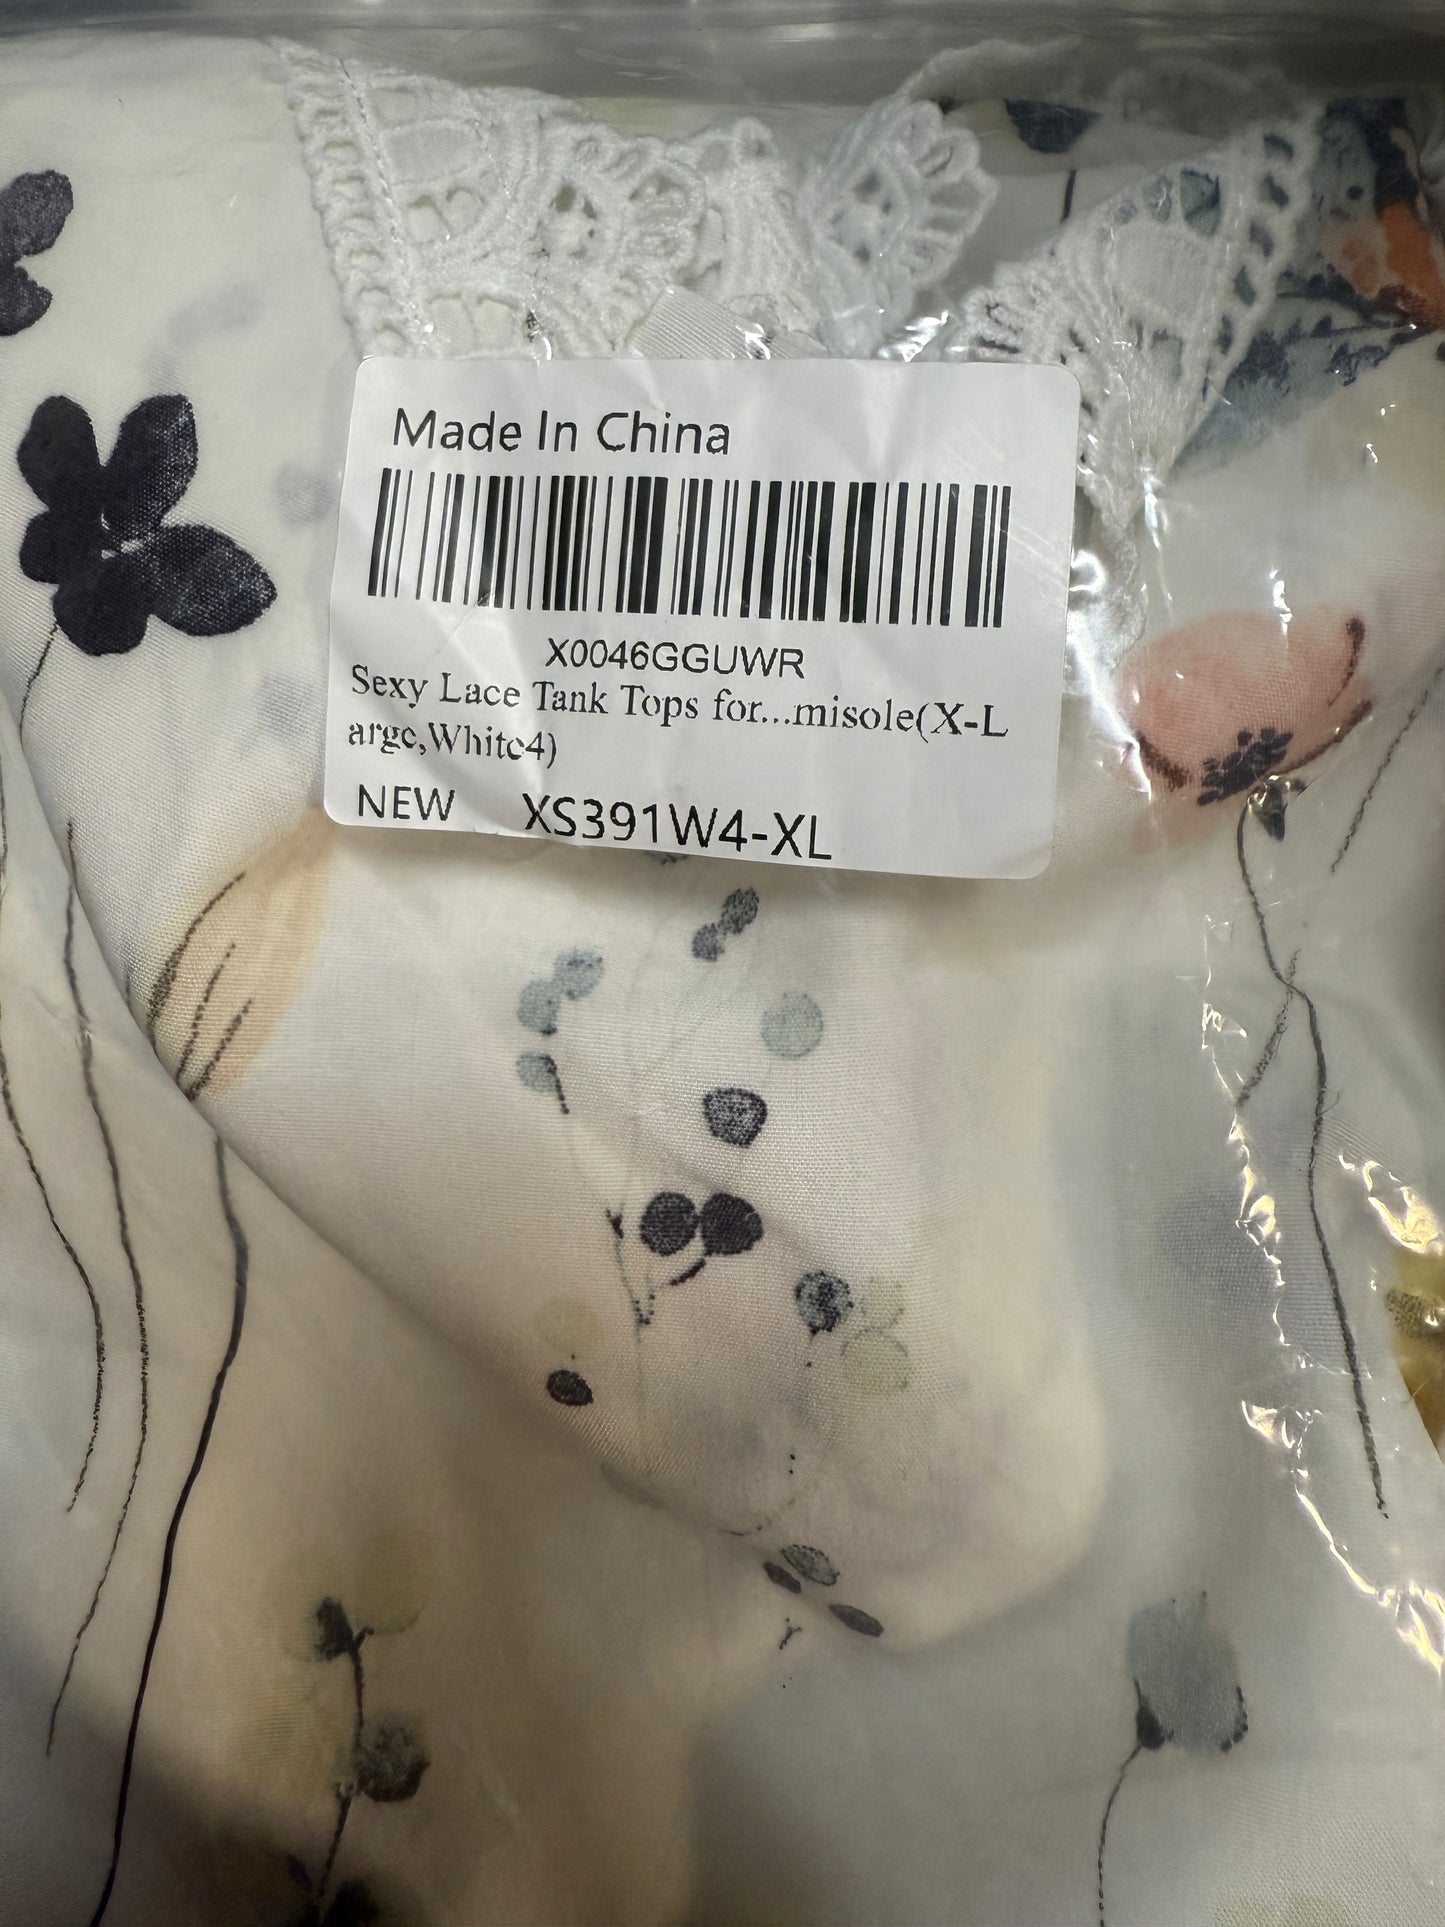 Made In China
X0046GGUWR
Sexy Lace Tank Tops for...misole(X-L
arge,White4)
NEW XS391W4-XL